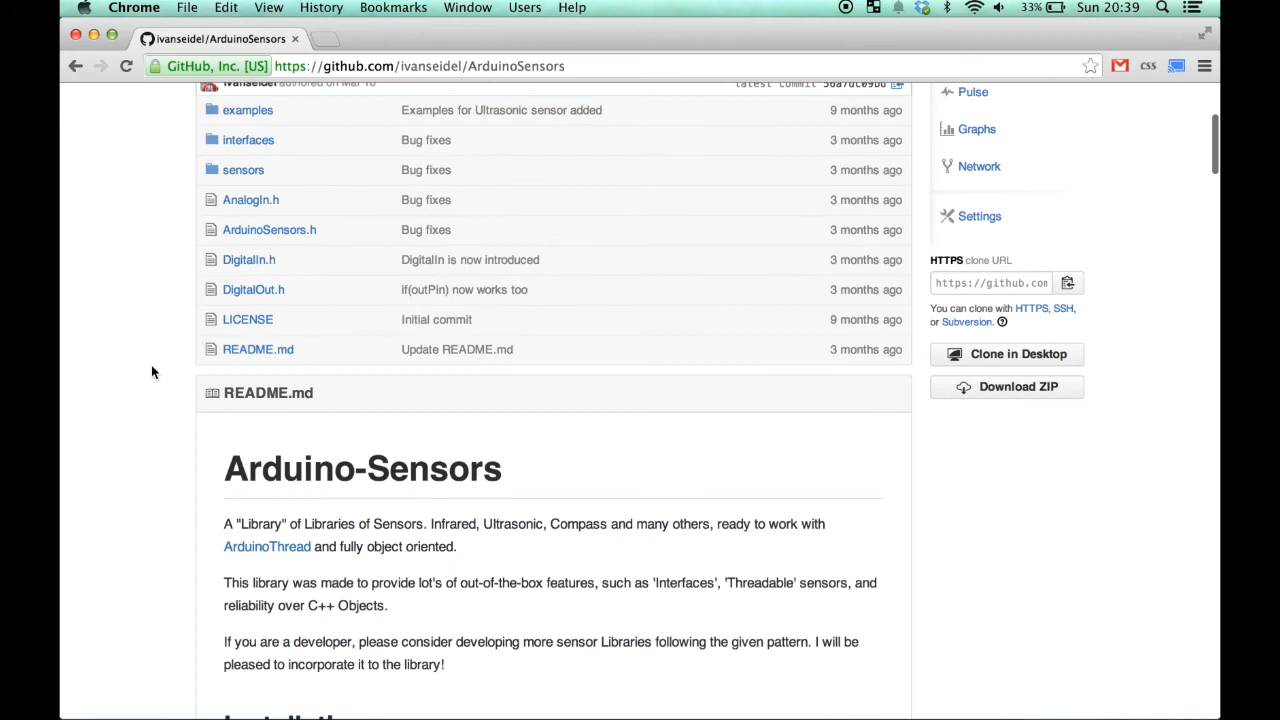 Chrome File Edit View History Bookmarks Window Users Help 33% Sun 20:39
ivanseidel/ArduinoSensors
GitHub, Inc. [US] https://github.com/ivanseidel/ArduinoSensors CSS
ivanseidel authored on Mar 10 latest commit
examples Examples for Ultrasonic sensor added 9 months ago
interfaces Bug fixes 3 months ago
sensors Bug fixes 3 months ago
AnalogIn.h Bug fixes 3 months ago
ArduinoSensors.h Bug fixes 3 months ago
DigitalIn.h DigitalIn is now introduced 3 months ago
DigitalOut.h if(outPin) now works too 3 months ago
LICENSE Initial commit 9 months ago
README.md Update README.md 3 months ago
README.md
Arduino-Sensors
A "Library" of Libraries of Sensors. Infrared, Ultrasonic, Compass and many others, ready to work with
ArduinoThread and fully object oriented.
This library was made to provide lot's of out-of-the-box features, such as 'Interfaces', 'Threadable' sensors, and
reliability over C++ Objects.
If you are a developer, please consider developing more sensor Libraries following the given pattern. I will be
pleased to incorporate it to the library!
Pulse
Graphs
Network
Settings
HTTPS clone URL
https://github.com
You can clone with HTTPS, SSH,
or Subversion.
Clone in Desktop
Download ZIP